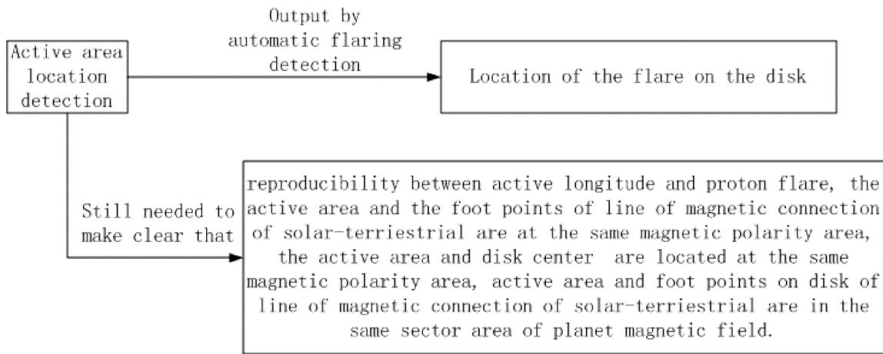 Output by
automatic flaring
detection
Active area
location
detection
Location of the flare on the disk
Still needed to
make clear that
reproducibility between active longitude and proton flare, the
active area and the foot points of line of magnetic connection
of solar-terriestrial are at the same magnetic polarity area,
the active area and disk center are located at the same
magnetic polarity area, active area and foot points on disk of
line of magnetic connection of solar-terriestrial are in the
same sector area of planet magnetic field.